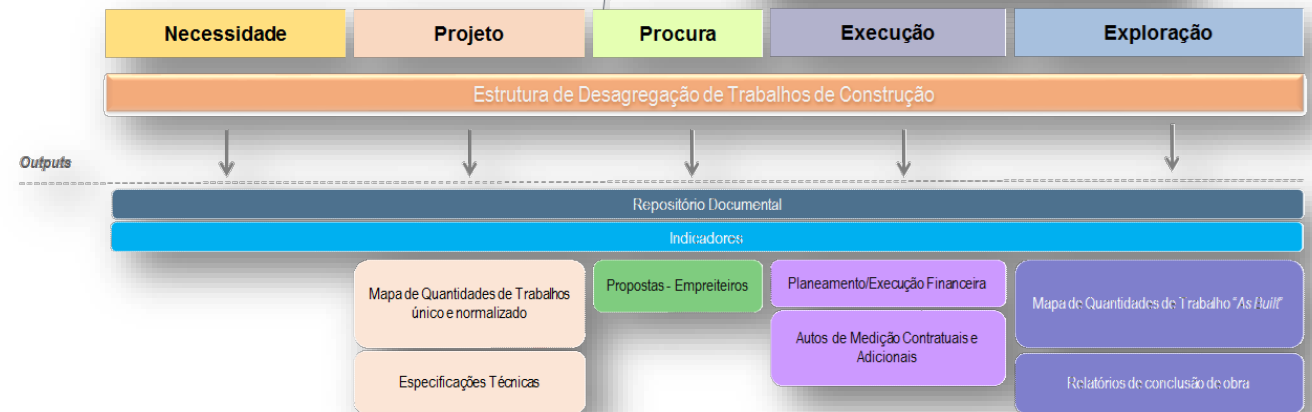 Necessidade
Projeto
Procura
Execução
Exploração
Estrutura de Desagregação de Trabalhos de Construção
Outputs
Repositório Documental
Indicadores
Mapa de Quantidades de Trabalhos
único e normalizado
Especificações Técnicas
Propostas - Empreiteiros
Planeamento/Execução Financeira
Autos de Medição Contratuais e
Adicionais
Mapa de Quantidades de Trabalho "As Built"
Relatórios de conclusão de obra